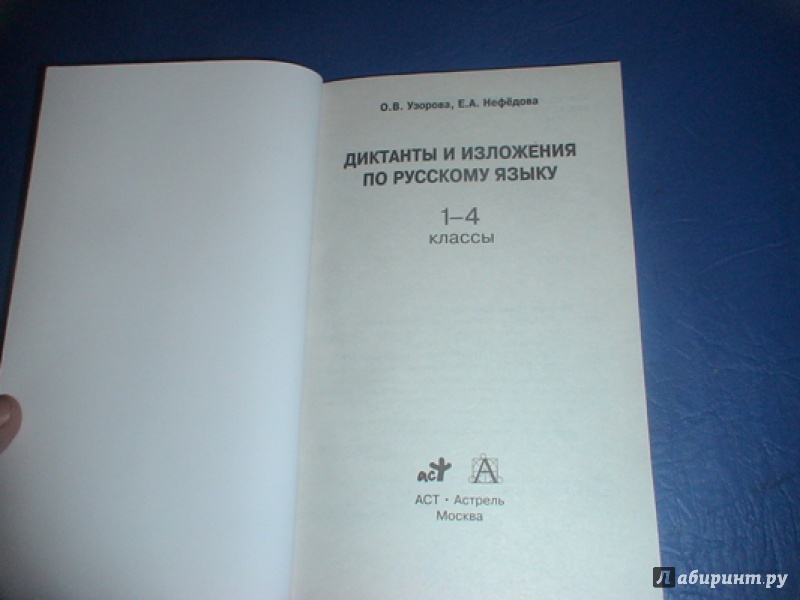 О.В. Узорова, Е.А. Нефёдова
ДИКТАНТЫ И ИЗЛОЖЕНИЯ
ПО РУССКОМУ ЯЗЫКУ
1–4
КЛАССЫ
аст А
АСТ • Астрель
Москва
Лабиринт.ру